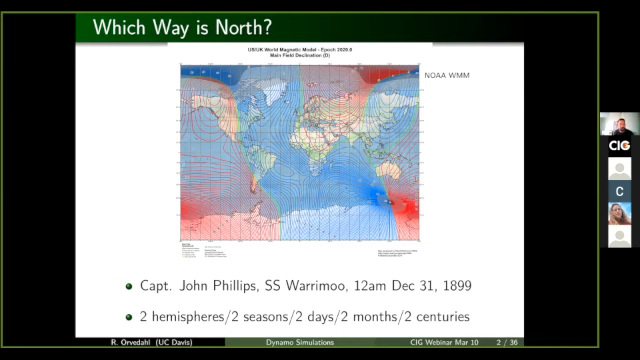 Which Way is North?
US/UK World Magnetic Model - Epoch 2020.0
Main Field Declination (D)
NOAA WMM
CIG
C
Capt. John Phillips, SS Warrimoo, 12am Dec 31, 1899
2 hemispheres/2 seasons/2 days/2 months/2 centuries
R. Orvedahl (UC Davis) Dynamo Simulations CIG Webinar Mar 10 2 / 36